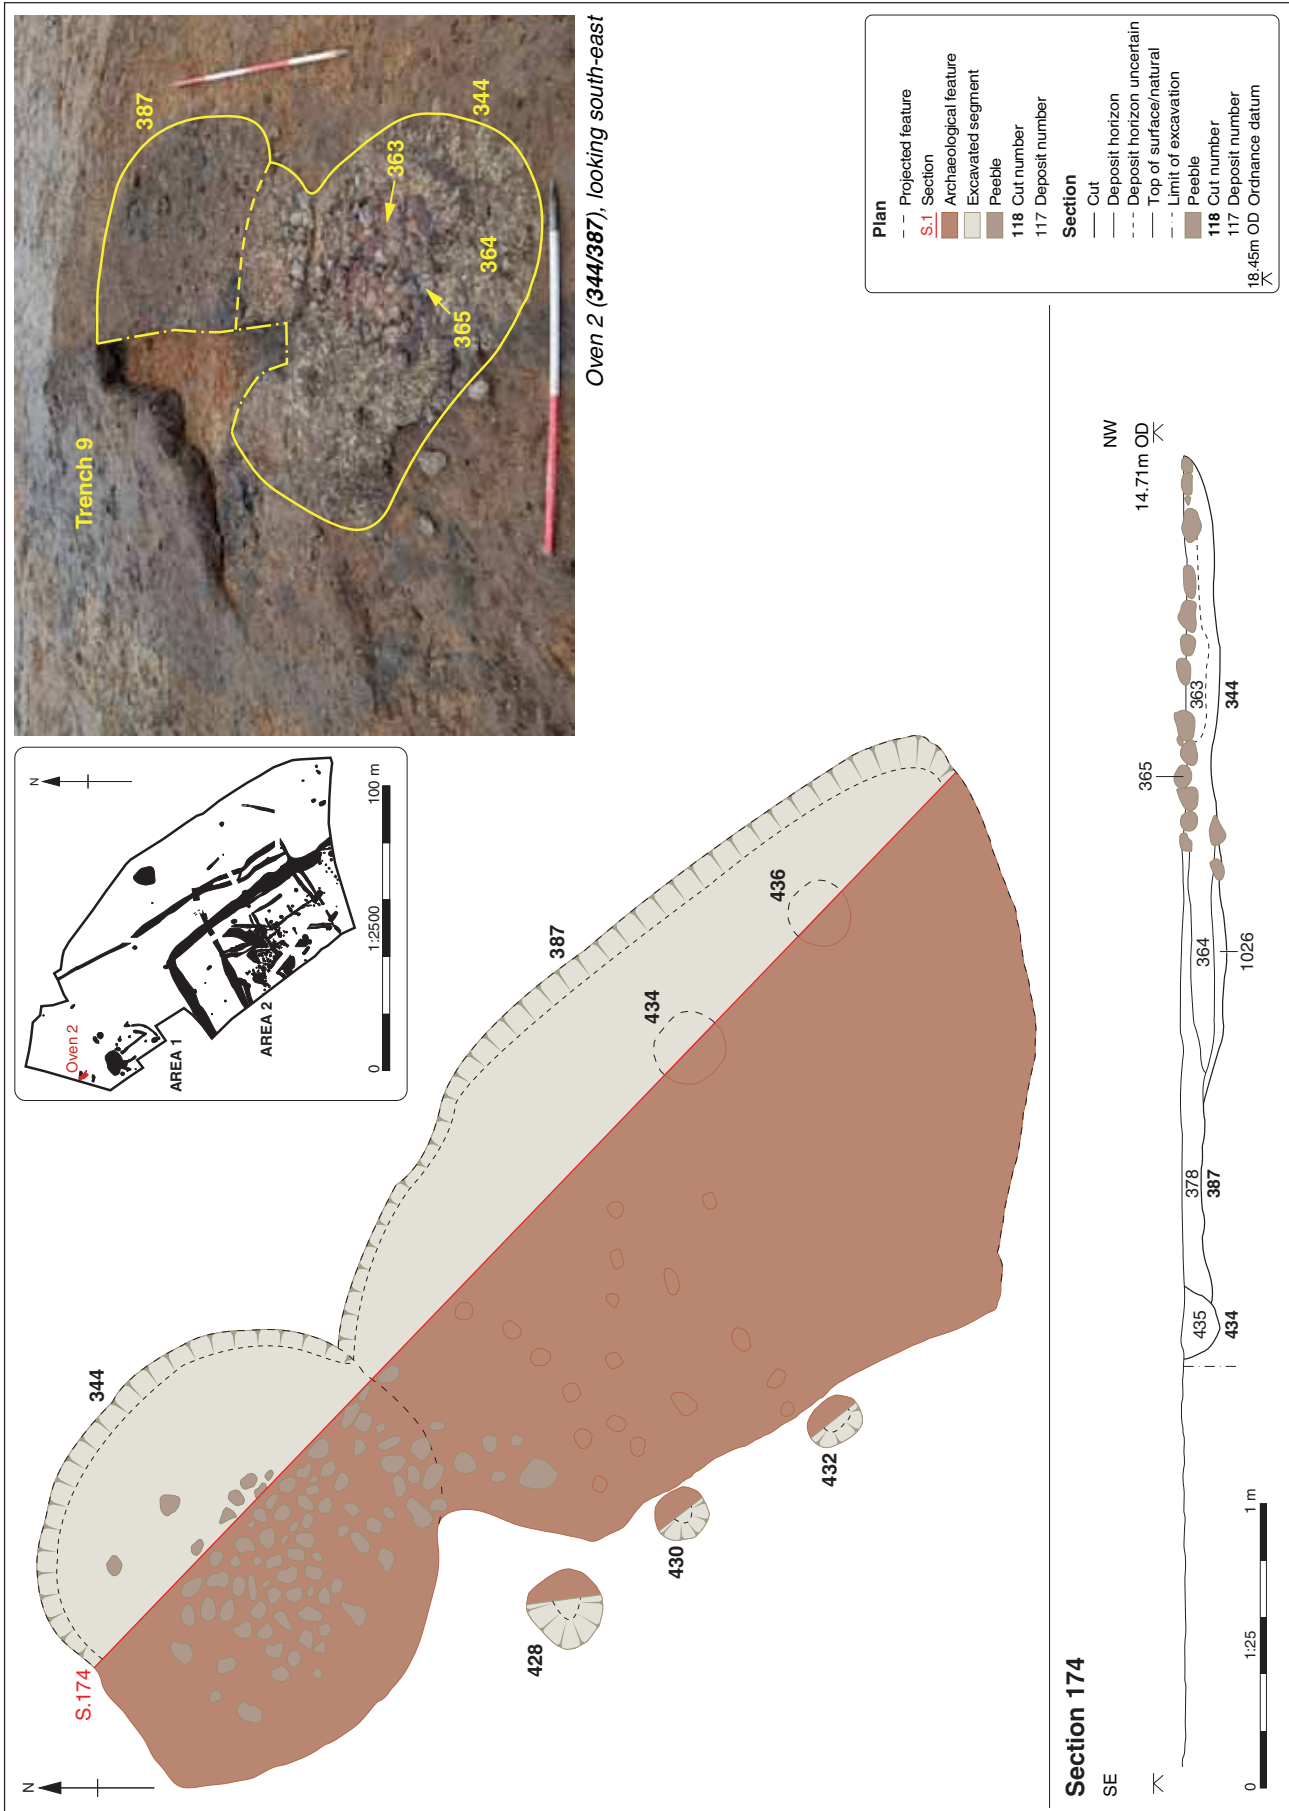 Trench 9
387
344
363
364
365
Oven 2 (344/387), looking south-east
N
Oven 2
AREA 1
AREA 2
0
1:2500
100 m
Plan
Projected feature
S.1 Section
Archaeological feature
Excavated segment
Peeble
118 Cut number
117 Deposit number
Section
Cut
Deposit horizon
Deposit horizon uncertain
Top of surface/natural
Limit of excavation
Peeble
118 Cut number
117 Deposit number
18.45m OD Ordnance datum
N
S.174
344
387
434
436
428
430
432
Section 174
SE
NW
14.71m OD
365
363
344
364
1026
378
387
435
434
0
1:25
1 m